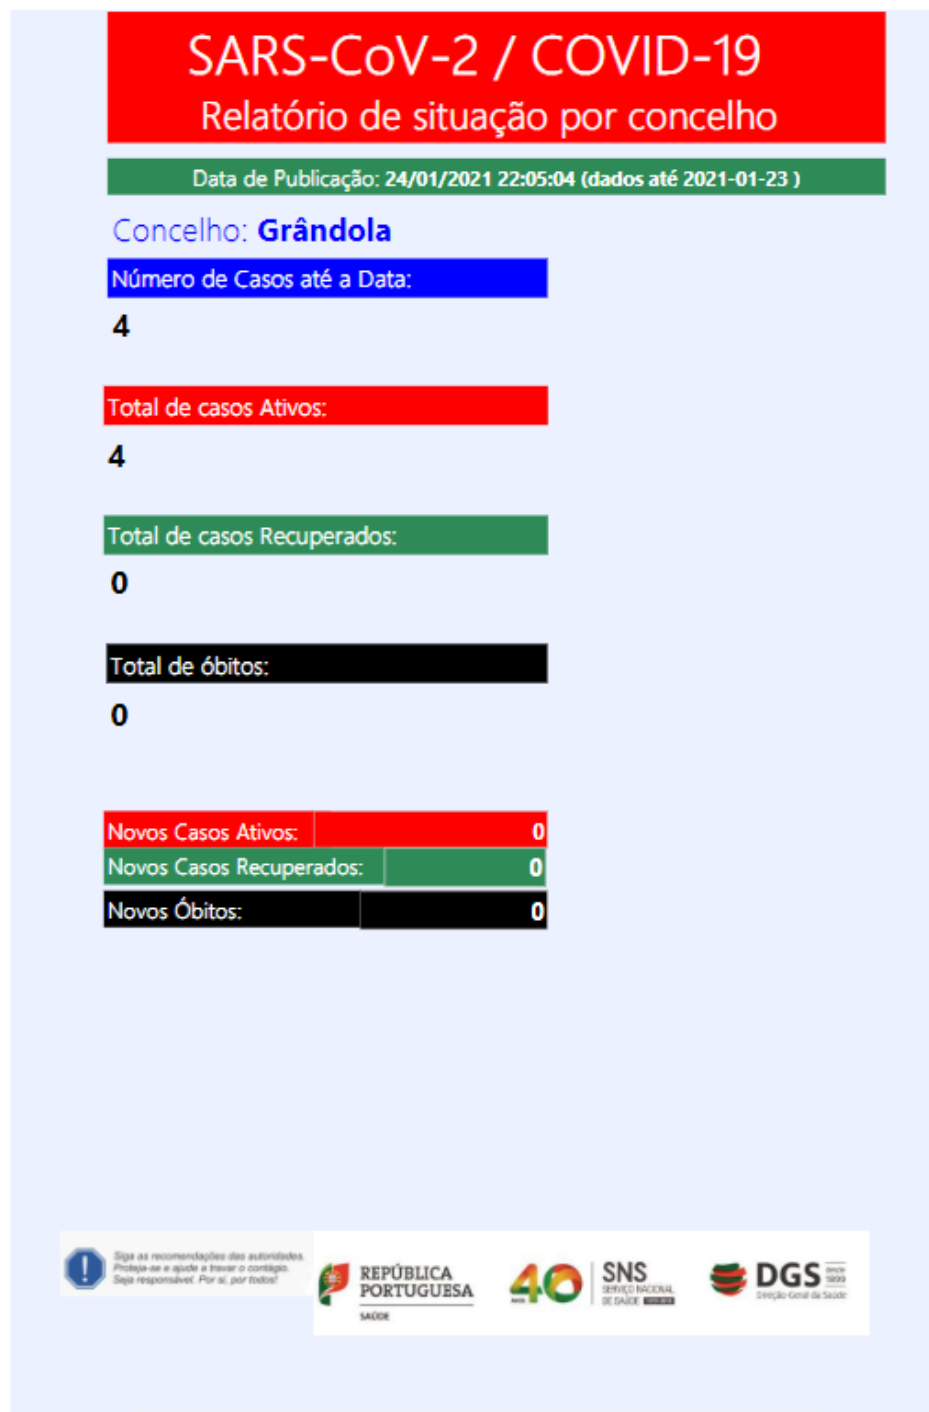 SARS-CoV-2 / COVID-19
Relatório de situação por concelho
Data de Publicação: 24/01/2021 22:05:04 (dados até 2021-01-23 )
Concelho: Grândola
Número de Casos até a Data:
4
Total de casos Ativos:
4
Total de casos Recuperados:
0
Total de óbitos:
0
Novos Casos Ativos: 0
Novos Casos Recuperados: 0
Novos Óbitos: 0
Siga as recomendações das autoridades.
Proteja-se e ajude a travar o contágio.
Seja responsável. Por si, por todos!
REPÚBLICA
PORTUGUESA
SAÚDE
40
ANOS
SNS
SERVIÇO NACIONAL
DE SAÚDE
DGS
desde
1899
Direção-Geral da Saúde